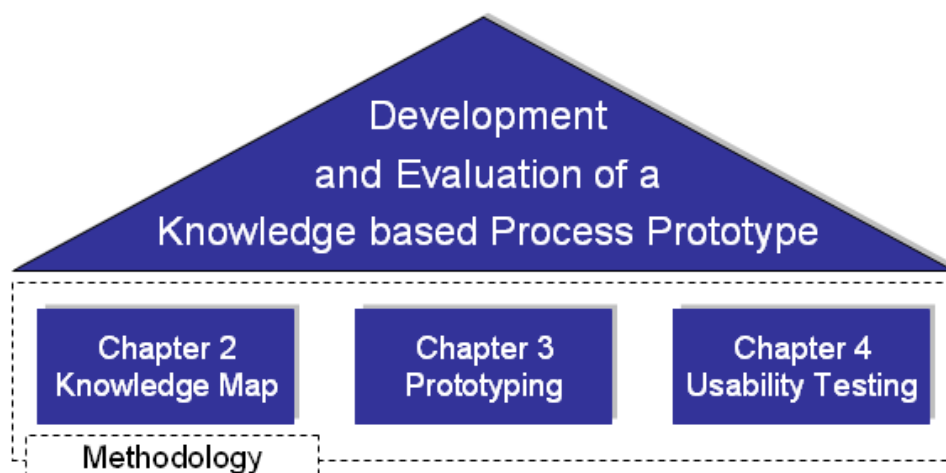 Development
and Evaluation of a
Knowledge based Process Prototype
Chapter 2
Knowledge Map
Chapter 3
Prototyping
Chapter 4
Usability Testing
Methodology